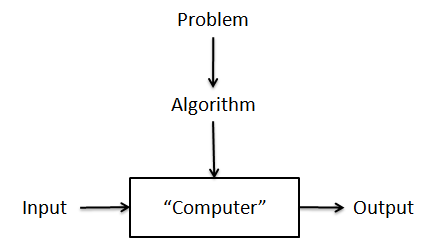 Problem
Algorithm
Input
“Computer”
Output